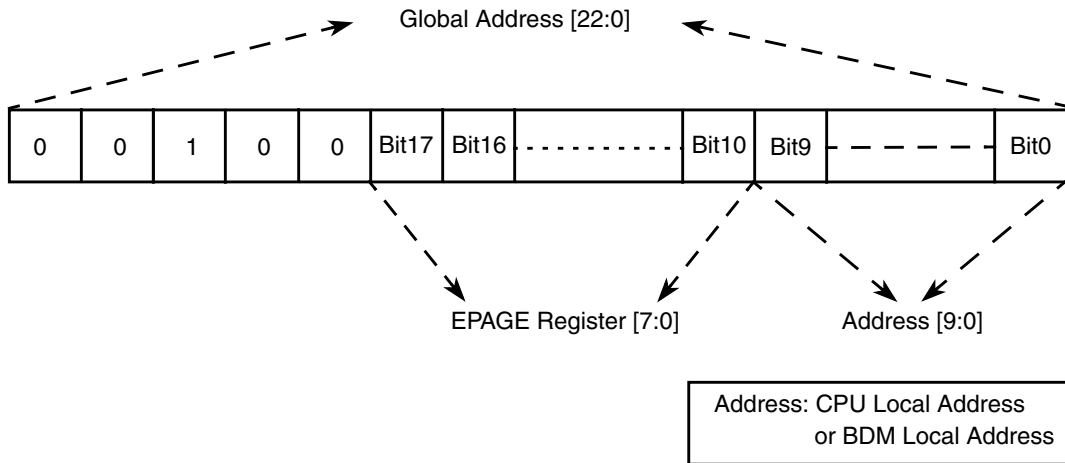 Global Address [22:0]
0 0 1 0 0 Bit17 Bit16 Bit10 Bit9 Bit0
EPAGE Register [7:0] Address [9:0]
Address: CPU Local Address
or BDM Local Address